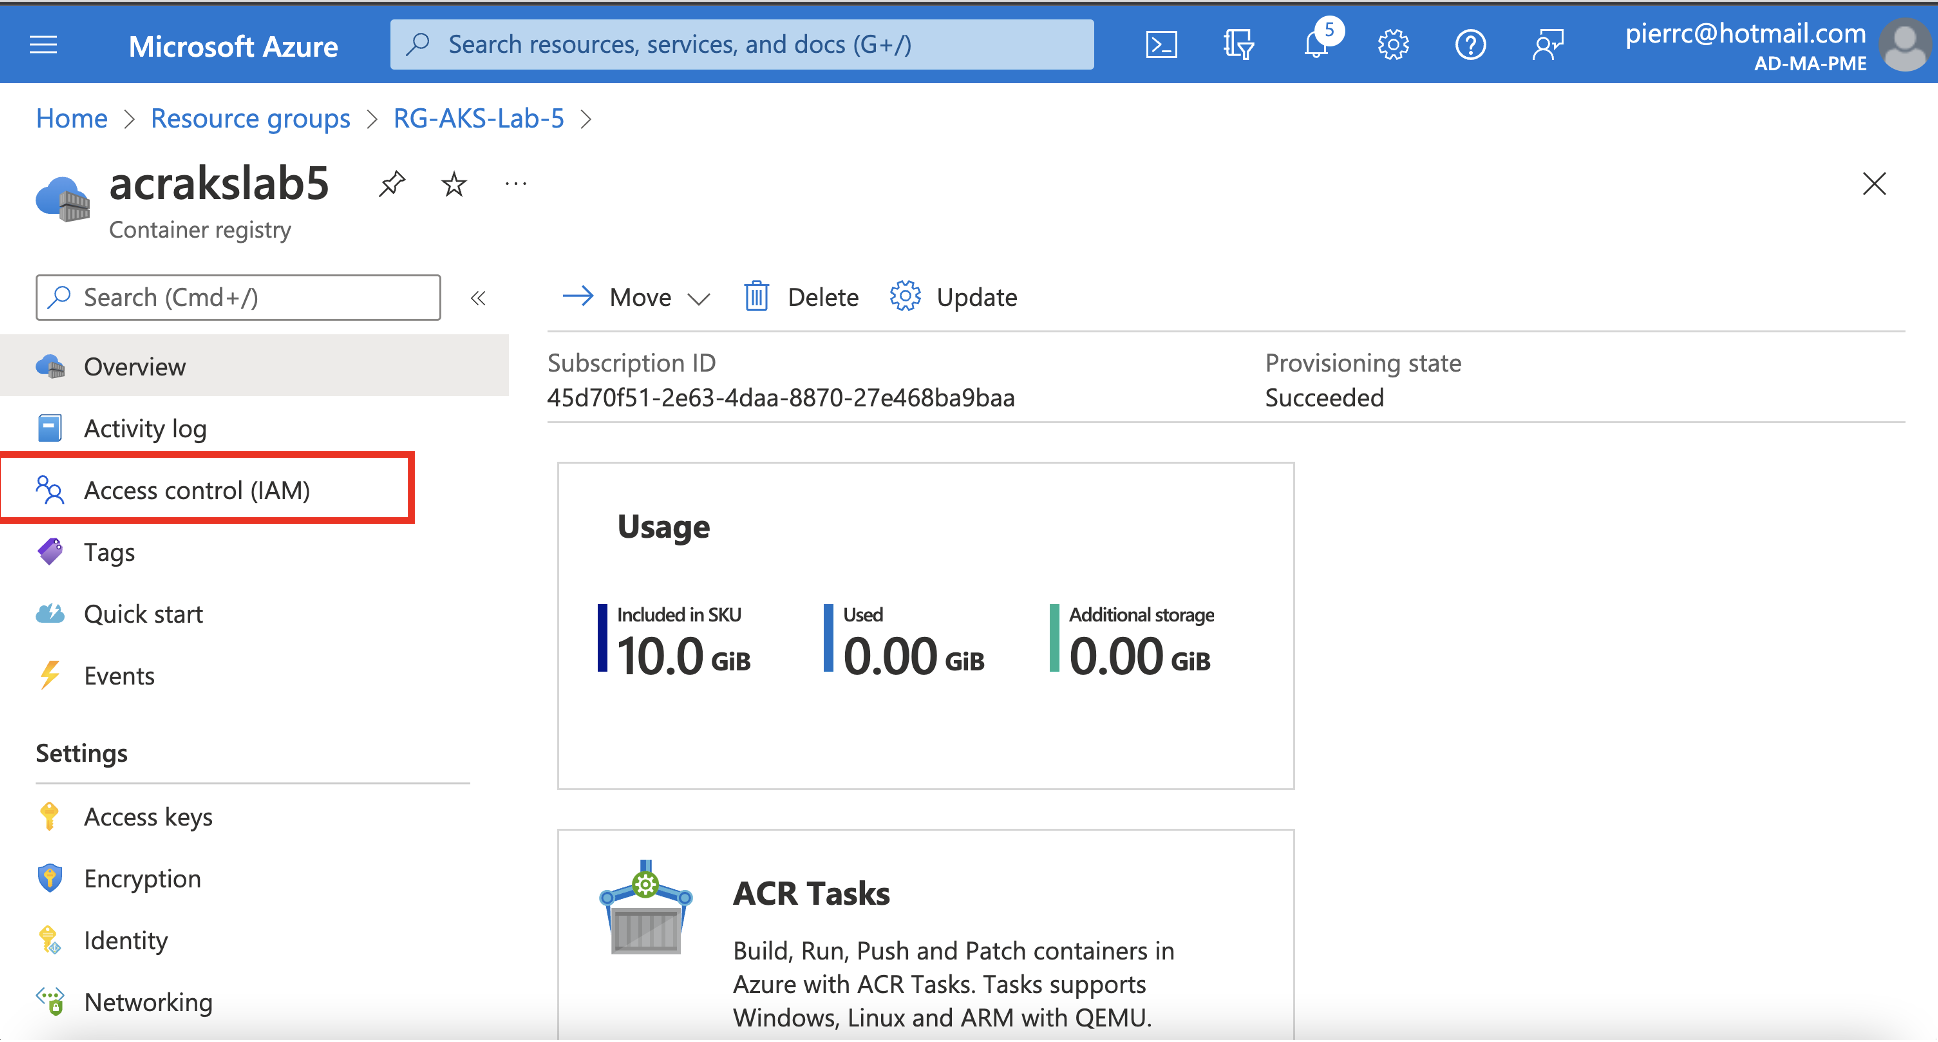 Microsoft Azure
Search resources, services, and docs (G+/)
5
pierrc@hotmail.com
AD-MA-PME
Home > Resource groups > RG-AKS-Lab-5 >
acrakslab5
...
Container registry
Search (Cmd+/)
«
Move
Delete
Update
Overview
Activity log
Access control (IAM)
Tags
Quick start
Events
Settings
Access keys
Encryption
Identity
Networking
Subscription ID
45d70f51-2e63-4daa-8870-27e468ba9baa
Provisioning state
Succeeded
Usage
Included in SKU
10.0 GiB
Used
0.00 GiB
Additional storage
0.00 GiB
ACR Tasks
Build, Run, Push and Patch containers in
Azure with ACR Tasks. Tasks supports
Windows, Linux and ARM with QEMU.